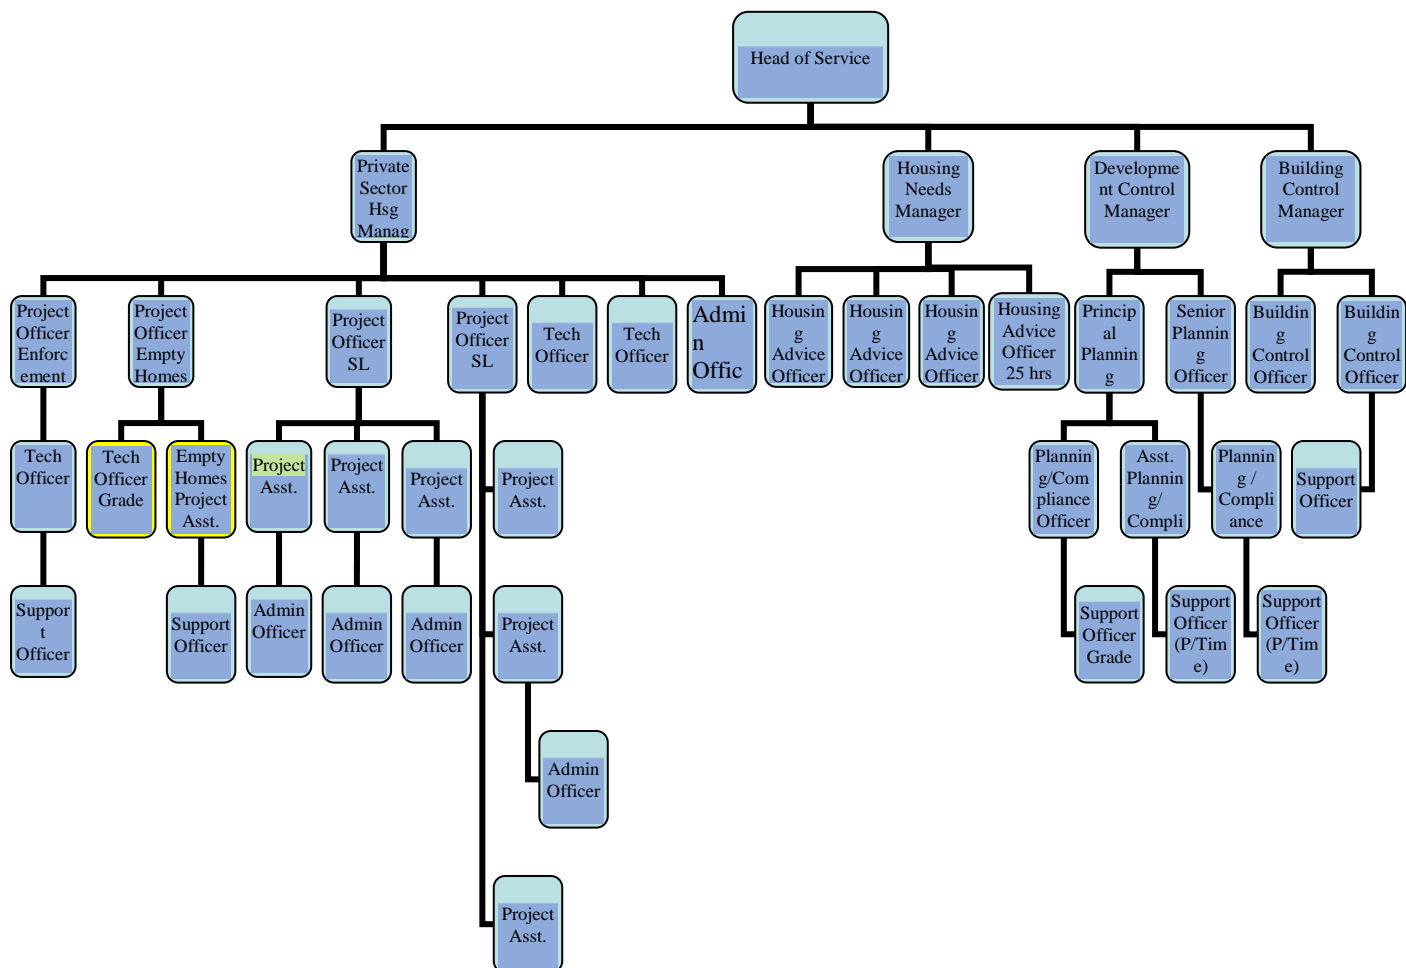 Head of Service
Private
Sector
Hsg
Manag
Housing
Needs
Manager
Developme
nt Control
Manager
Building
Control
Manager
Project
Officer
Enforc
ement
Project
Officer
Empty
Homes
Project
Officer
SL
Project
Officer
SL
Tech
Officer
Tech
Officer
Admi
n
Offic
Housin
g
Advice
Officer
Housin
g
Advice
Officer
Housin
g
Advice
Officer
Housing
Advice
Officer
25 hrs
Princip
al
Plannin
g
Senior
Plannin
g
Officer
Buildin
g
Control
Officer
Buildin
g
Control
Officer
Tech
Officer
Tech
Officer
Grade
Empty
Homes
Project
Asst.
Project
Asst.
Project
Asst.
Project
Asst.
Project
Asst.
Plannin
g/Com
pliance
Officer
Asst.
Plannin
g/
Compli
Plannin
g /
Complia
nce
Support
Officer
Suppor
t
Officer
Support
Officer
Admin
Officer
Admin
Officer
Admin
Officer
Project
Asst.
Support
Officer
Grade
Support
Officer
(P/Tim
e)
Support
Officer
(P/Tim
e)
Admin
Officer
Project
Asst.